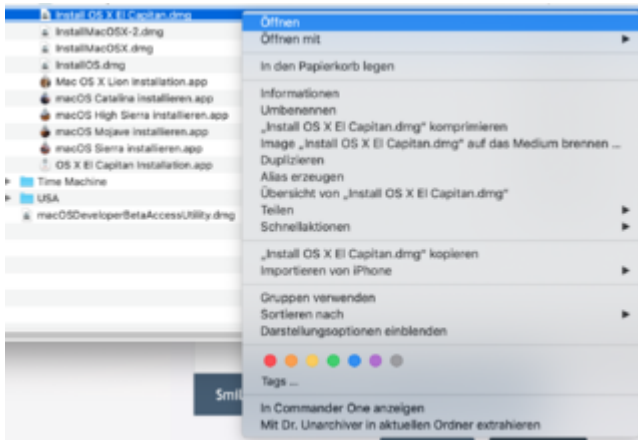 Install OS X El Capitan.dmg
InstallMacOSX-2.dmg
InstallMacOSX.dmg
InstallOS.dmg
Mac OS X Lion Installation.app
macOS Catalina installieren.app
macOS High Sierra installieren.app
macOS Mojave installieren.app
macOS Sierra installieren.app
OS X El Capitan Installation.app
Time Machine
USA
macOSDeveloperBetaAccessUtility.dmg
Öffnen
Öffnen mit
In den Papierkorb legen
Informationen
Umbenennen
„Install OS X El Capitan.dmg" komprimieren
Image „Install OS X El Capitan.dmg" auf das Medium brennen ...
Duplizieren
Alias erzeugen
Übersicht von „Install OS X El Capitan.dmg"
Teilen
Schnellaktionen
„Install OS X El Capitan.dmg" kopieren
Importieren von iPhone
Gruppen verwenden
Sortieren nach
Darstellungsoptionen einblenden
Tags ...
In Commander One anzeigen
Mit Dr. Unarchiver in aktuellen Ordner extrahieren